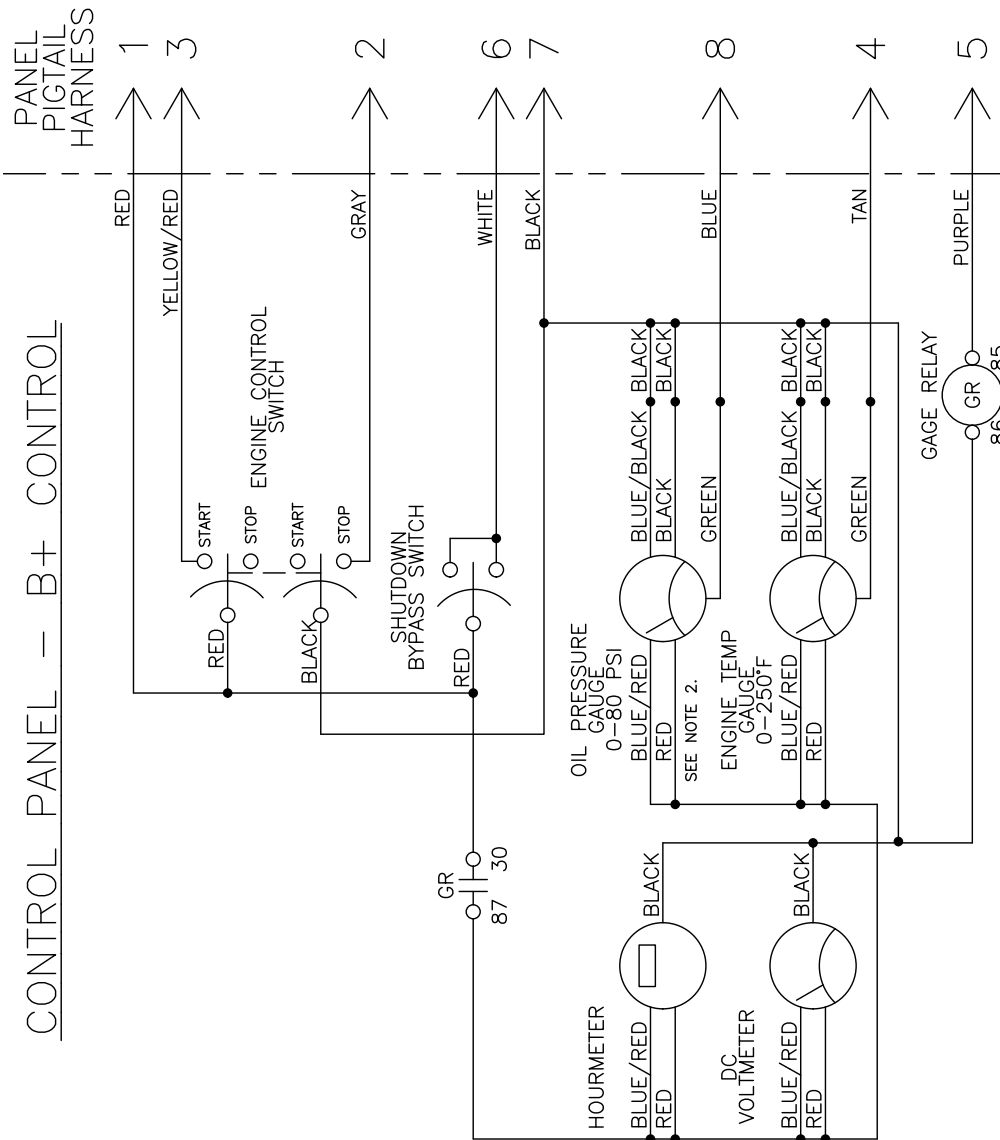 CONTROL PANEL - B+ CONTROL
PANEL
PIGTAIL
HARNESS
1
3
2
6
7
8
4
5
RED
YELLOW/RED
GRAY
WHITE
BLACK
BLUE
TAN
PURPLE
START
STOP
START
STOP
ENGINE CONTROL
SWITCH
RED
BLACK
SHUTDOWN
BYPASS SWITCH
RED
GR
87
30
OIL PRESSURE
GAUGE
0-80 PSI
BLUE/RED
RED
SEE NOTE 2.
BLUE/BLACK
BLACK
BLACK
BLACK
GREEN
ENGINE TEMP
GAUGE
0-250°F
BLUE/RED
RED
BLUE/BLACK
BLACK
BLACK
BLACK
GREEN
GAGE RELAY
GR
86
85
HOURMETER
BLUE/RED
RED
BLACK
DC
VOLTMETER
BLUE/RED
RED
BLACK